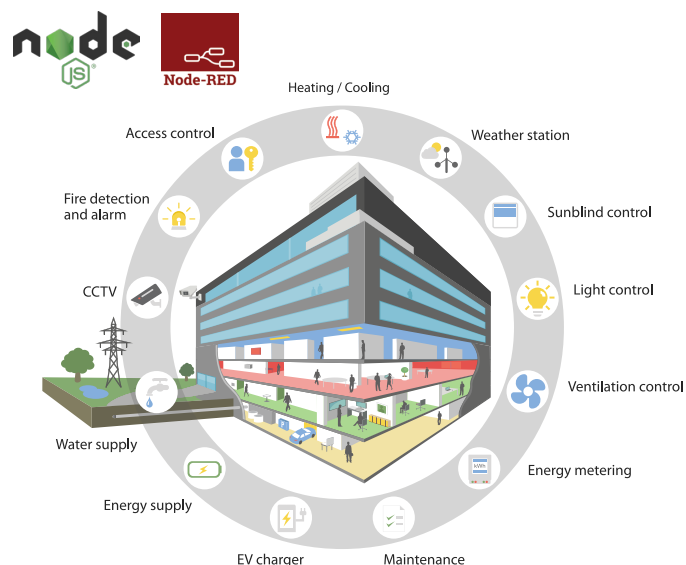 node
JS
Node-RED
Heating / Cooling
Access control
Weather station
Fire detection
and alarm
Sunblind control
CCTV
Light control
Ventilation control
Water supply
kWh
Energy metering
Energy supply
EV charger
Maintenance